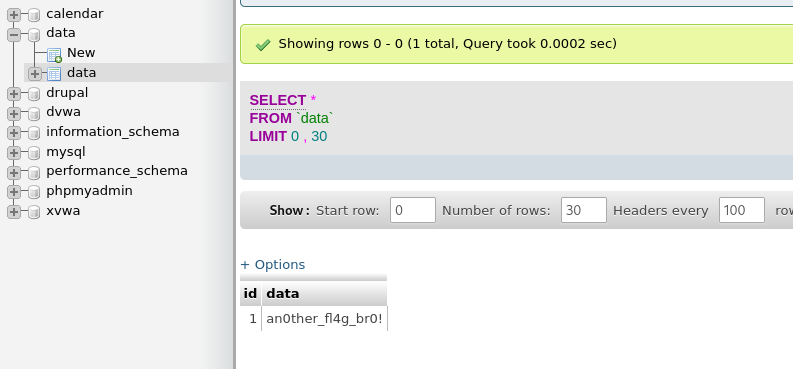 calendar
data
New
data
drupal
dvwa
information_schema
mysql
performance_schema
phpmyadmin
xvwa
Showing rows 0 - 0 (1 total, Query took 0.0002 sec)
SELECT *
FROM `data`
LIMIT 0 , 30
Show : Start row: 0 Number of rows: 30 Headers every 100
+ Options
id data
1 an0ther_fl4g_br0!